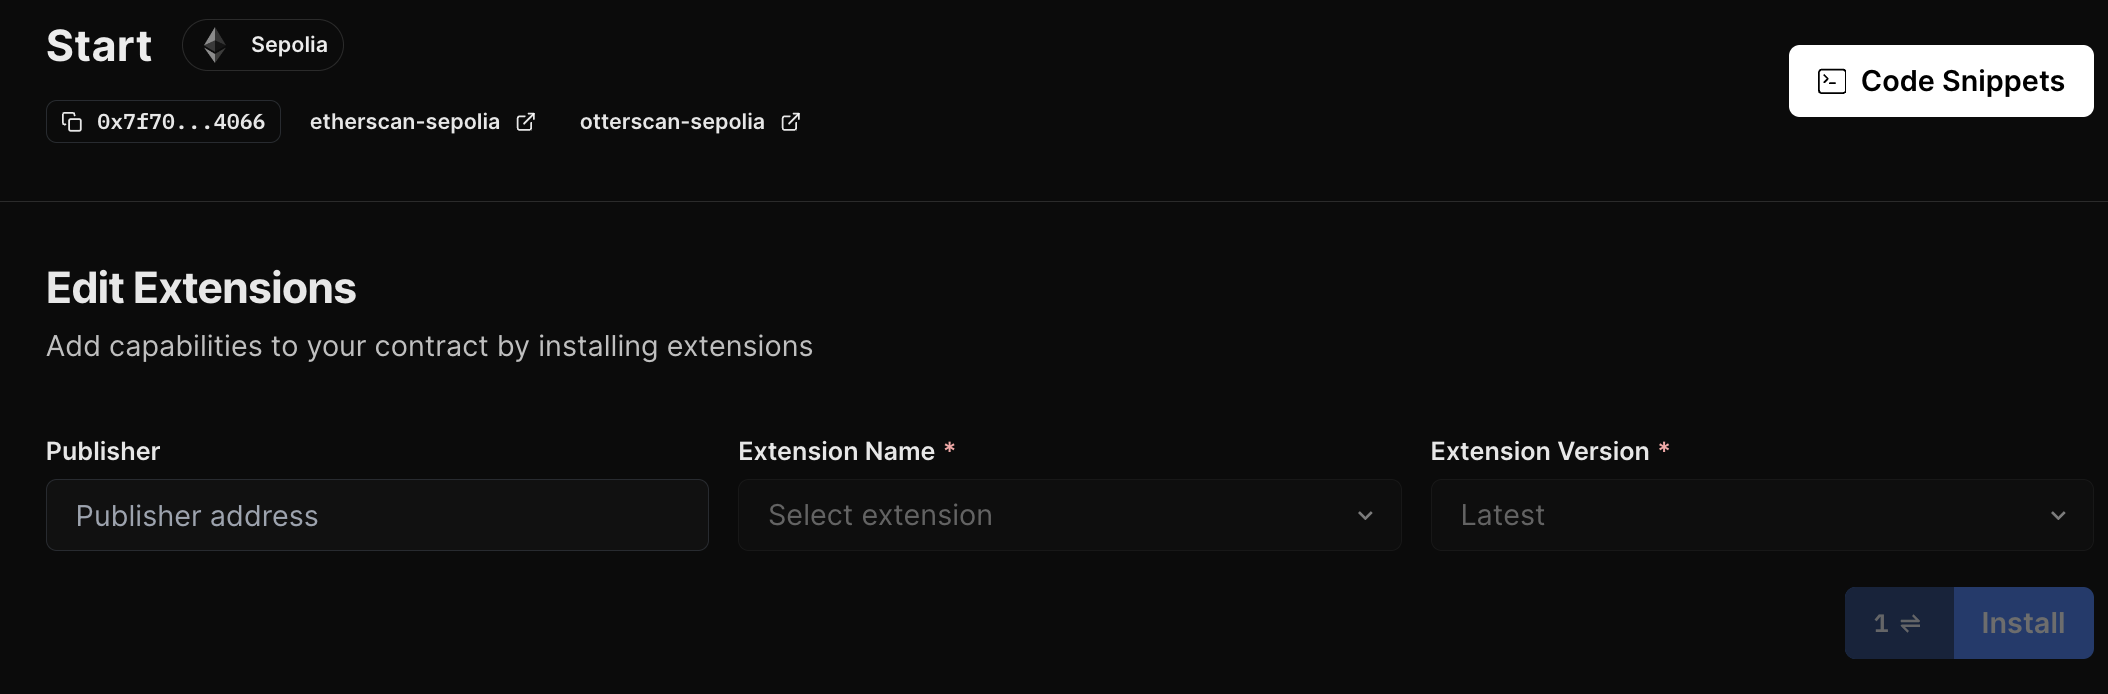 Start
Sepolia
Code Snippets
0x7f70...4066
etherscan-sepolia
otterscan-sepolia
Edit Extensions
Add capabilities to your contract by installing extensions
Publisher
Extension Name *
Extension Version *
Publisher address
Select extension
Latest
1 ⇌
Install